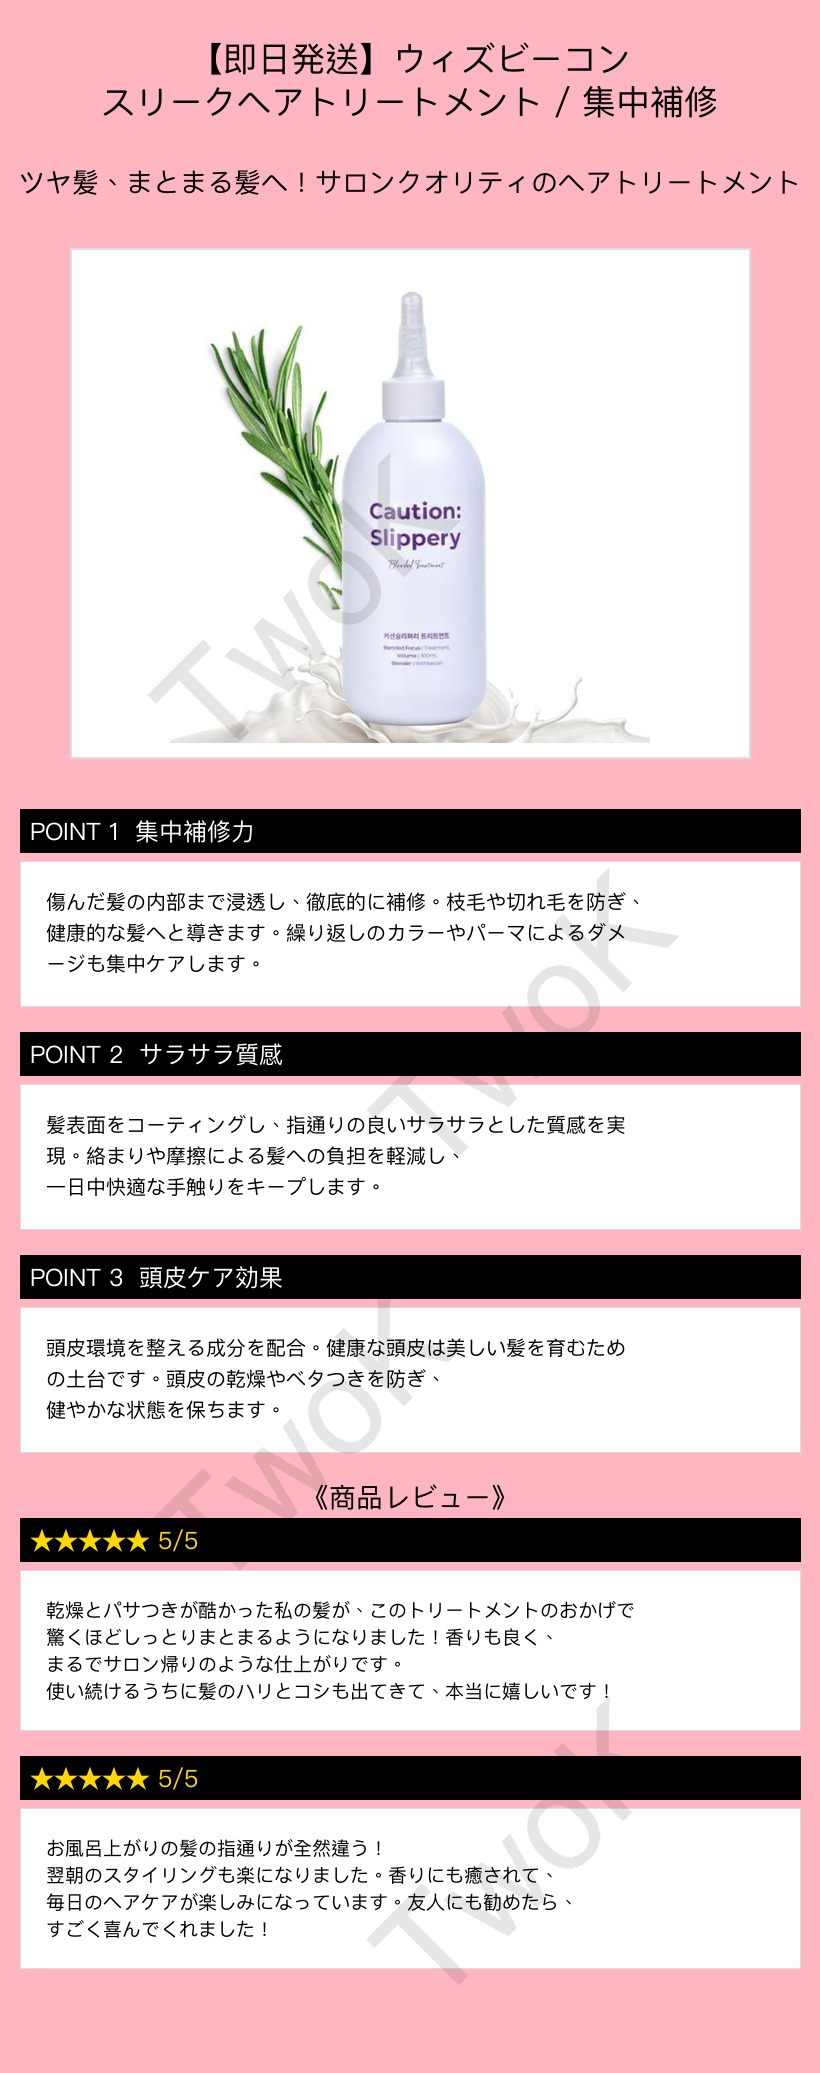 【即日発送】ウィズビーコン
スリークヘアトリートメント / 集中補修
ツヤ髪、まとまる髪へ！サロンクオリティのヘアトリートメント
Caution:
Slippery
Blended Treatment
커션슬리퍼리 트리트먼트
Blended Focus | Treatment,
Volume | 300ml,
Blender | Wizhbeicon
TwoK
POINT 1 集中補修力
傷んだ髪の内部まで浸透し、徹底的に補修。枝毛や切れ毛を防ぎ、
健康的な髪へと導きます。繰り返しのカラーやパーマによるダメ
ージも集中ケアします。
TwoK
POINT 2 サラサラ質感
髪表面をコーティングし、指通りの良いサラサラとした質感を実
現。絡まりや摩擦による髪への負担を軽減し、
一日中快適な手触りをキープします。
POINT 3 頭皮ケア効果
頭皮環境を整える成分を配合。健康な頭皮は美しい髪を育むため
の土台です。頭皮の乾燥やベタつきを防ぎ、
健やかな状態を保ちます。
TwoK
《商品レビュー》
★★★★★ 5/5
乾燥とパサつきが酷かった私の髪が、このトリートメントのおかげで
驚くほどしっとりまとまるようになりました！香りも良く、
まるでサロン帰りのような仕上がりです。
使い続けるうちに髪のハリとコシも出てきて、本当に嬉しいです！
★★★★★ 5/5
お風呂上がりの髪の指通りが全然違う！
翌朝のスタイリングも楽になりました。香りにも癒されて、
毎日のヘアケアが楽しみになっています。友人にも勧めたら、
すごく喜んでくれました！
TwoK